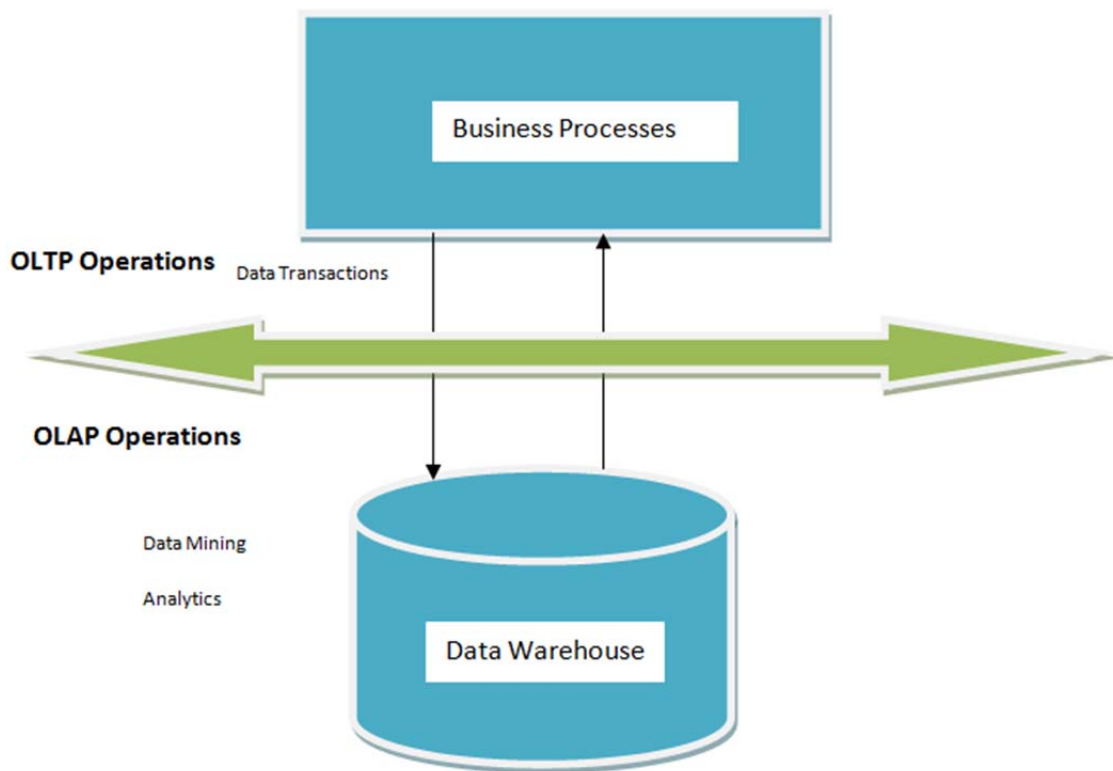 Business Processes
OLTP Operations
Data Transactions
OLAP Operations
Data Mining
Analytics
Data Warehouse